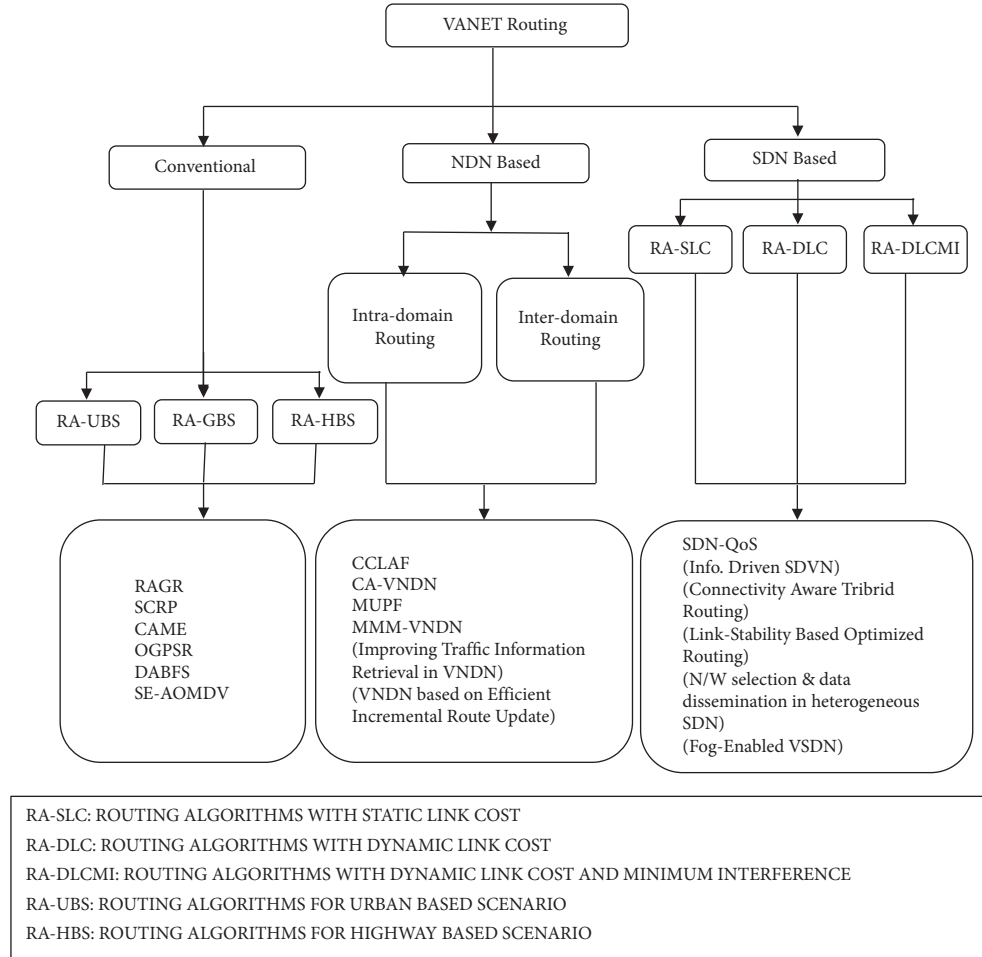 VANET Routing
Conventional
NDN Based
SDN Based
RA-SLC
RA-DLC
RA-DLCMI
Intra-domain
Routing
Inter-domain
Routing
RA-UBS
RA-GBS
RA-HBS
RAGR
SCRP
CAME
OGPSR
DABFS
SE-AOMDV
CCLAF
CA-VNDN
MUPF
MMM-VNDN
(Improving Traffic Information
Retrieval in VNDN)
(VNDN based on Efficient
Incremental Route Update)
SDN-QoS
(Info. Driven SDVN)
(Connectivity Aware Tribrid
Routing)
(Link-Stability Based Optimized
Routing)
(N/W selection & data
dissemination in heterogeneous
SDN)
(Fog-Enabled VSDN)
RA-SLC: ROUTING ALGORITHMS WITH STATIC LINK COST
RA-DLC: ROUTING ALGORITHMS WITH DYNAMIC LINK COST
RA-DLCMI: ROUTING ALGORITHMS WITH DYNAMIC LINK COST AND MINIMUM INTERFERENCE
RA-UBS: ROUTING ALGORITHMS FOR URBAN BASED SCENARIO
RA-HBS: ROUTING ALGORITHMS FOR HIGHWAY BASED SCENARIO